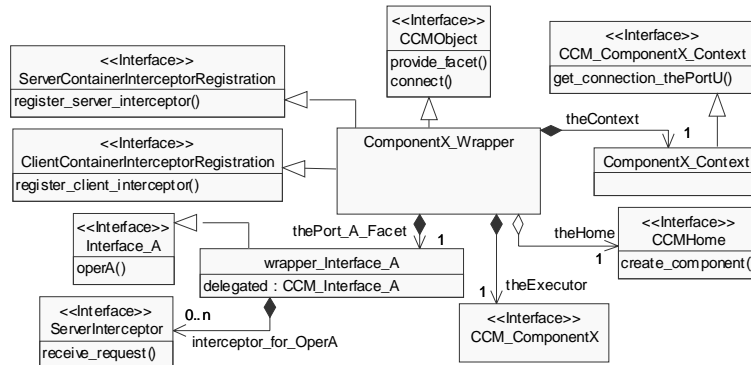 <<Interface>>
CCMObject
provide_facet()
connect()
<<Interface>>
CCM_ComponentX_Context
get_connection_thePortU()
<<Interface>>
ServerContainerInterceptorRegistration
register_server_interceptor()
<<Interface>>
ClientContainerInterceptorRegistration
register_client_interceptor()
ComponentX_Wrapper
theContext
1
ComponentX_Context
<<Interface>>
Interface_A
operA()
thePort_A_Facet
1
wrapper_Interface_A
delegated : CCM_Interface_A
theHome
1
<<Interface>>
CCMHome
create_component()
theExecutor
1
<<Interface>>
CCM_ComponentX
0..n
interceptor_for_OperA
<<Interface>>
ServerInterceptor
receive_request()